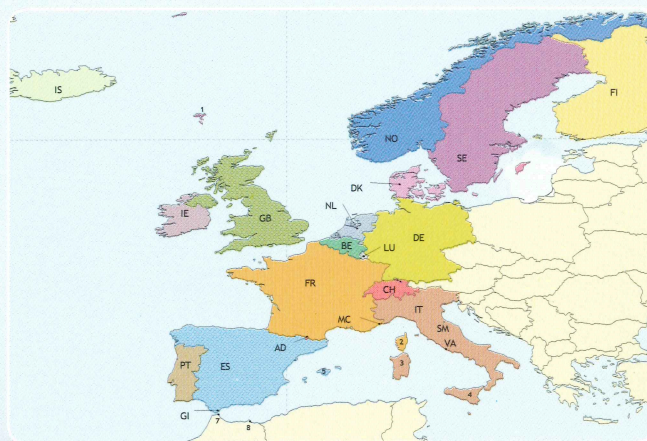 IS
1
FI
NO
SE
DK
NL
IE
GB
BE
LU
DE
FR
CH
IT
MC
SM
AD
2
VA
3
PT
ES
5
4
GI
7
8